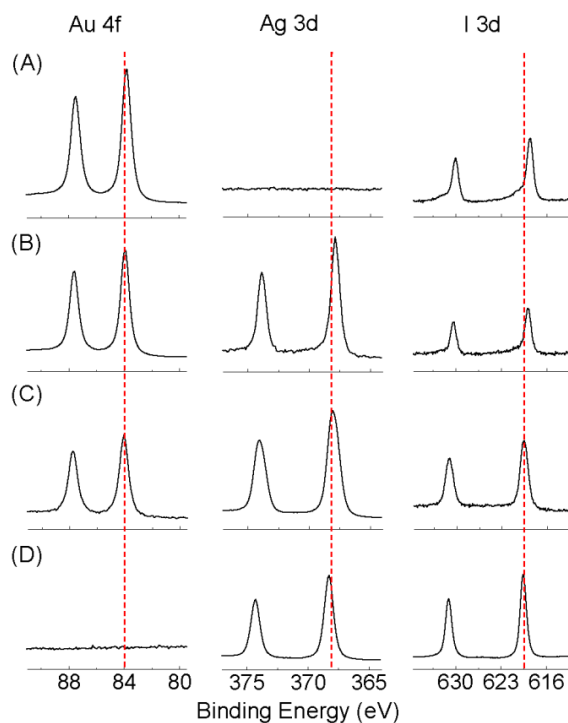 Au 4f Ag 3d I 3d
(A)
(B)
(C)
(D)
88 84 80 375 370 365 630 623 616
Binding Energy (eV)